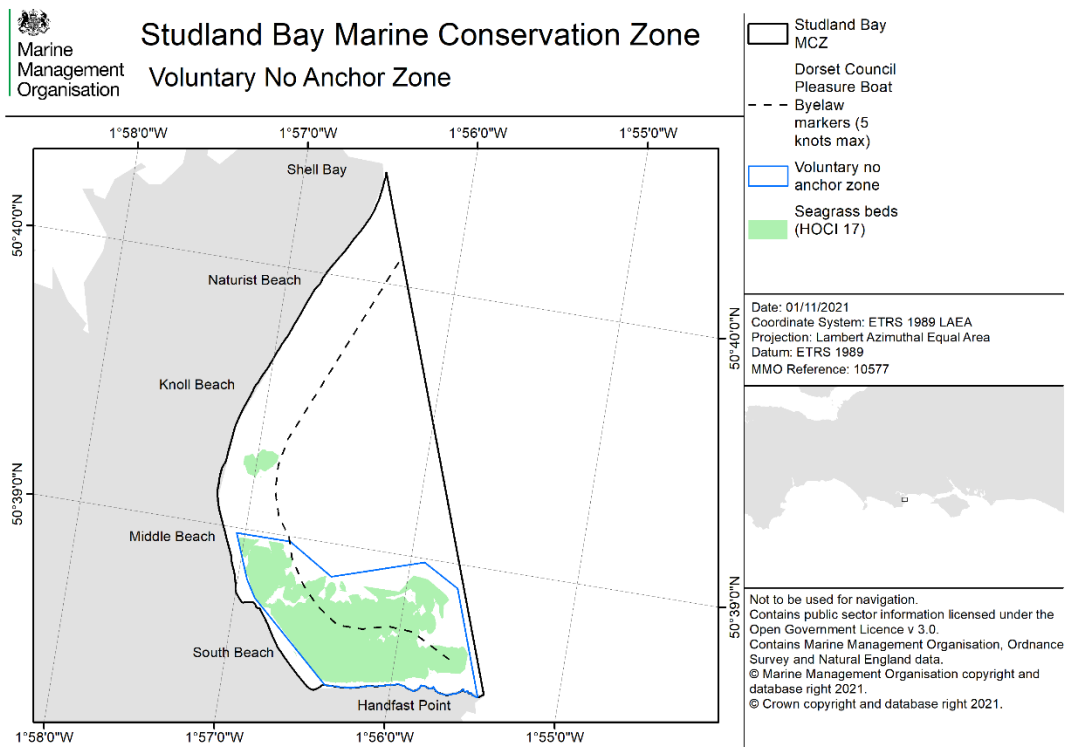 Marine
Management
Organisation
Studland Bay Marine Conservation Zone
Voluntary No Anchor Zone
1°58'0"W
1°57'0"W
1°56'0"W
1°55'0"W
50°40'0"N
50°39'0"N
Shell Bay
Naturist Beach
Knoll Beach
Middle Beach
South Beach
Handfast Point
50°40'0"N
50°39'0"N
1°58'0"W
1°57'0"W
1°56'0"W
1°55'0"W
Studland Bay
MCZ
Dorset Council
Pleasure Boat
Byelaw
markers (5
knots max)
Voluntary no
anchor zone
Seagrass beds
(HOCI 17)
Date: 01/11/2021
Coordinate System: ETRS 1989 LAEA
Projection: Lambert Azimuthal Equal Area
Datum: ETRS 1989
MMO Reference: 10577
Not to be used for navigation.
Contains public sector information licensed under the
Open Government Licence v 3.0.
Contains Marine Management Organisation, Ordnance
Survey and Natural England data.
© Marine Management Organisation copyright and
database right 2021.
© Crown copyright and database right 2021.